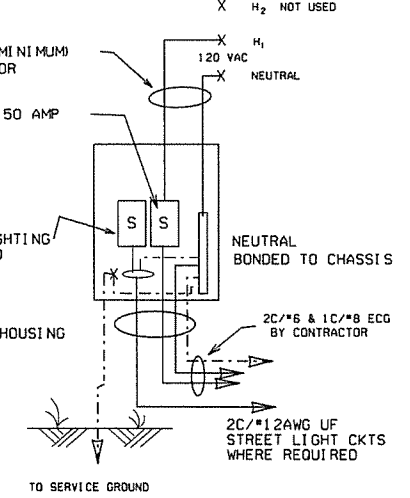 H2 NOT USED
(MINIMUM)
OR
H1
120 VAC
NEUTRAL
50 AMP
S S
GHTING
NEUTRAL
BONDED TO CHASSIS
HOUSING
2C/#6 & 1C/#8 ECG
BY CONTRACTOR
2C/#12AWG UF
STREET LIGHT CKTS
WHERE REQUIRED
TO SERVICE GROUND